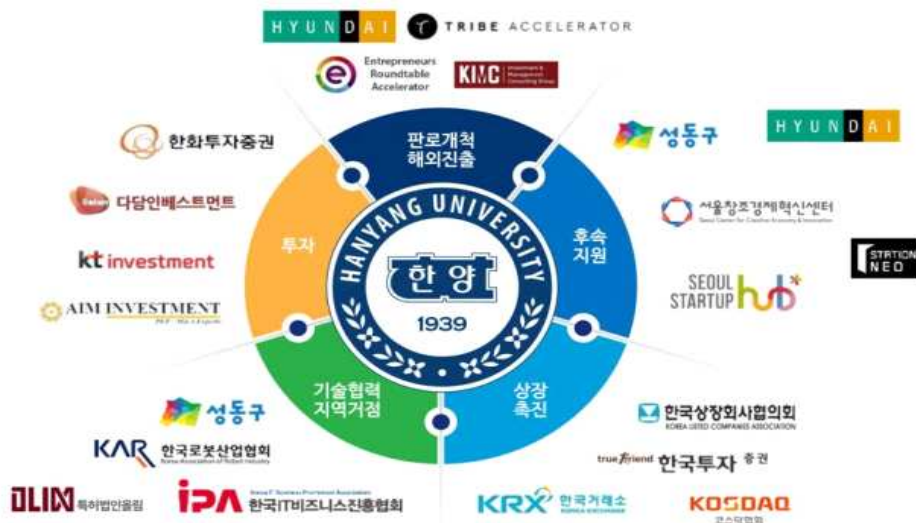 HYUNDAI
TRIBE ACCELERATOR
Entrepreneurs
Roundtable
Accelerator
KIMC
Investment &
Management
Consulting Group
한화투자증권
판로개척
해외진출
성동구
HYUNDAI
다담인베스트먼트
투자
HANYANG UNIVERSITY
한양
1939
후속
지원
서울창조경제혁신센터
Seoul Center for Creative Economy & Innovation
kt investment
STATION
NEO
SEOUL
STARTUP hub
AIM INVESTMENT
기술협력
지역거점
상장
촉진
성동구
한국상장회사협의회
KOREA LISTED COMPANIES ASSOCIATION
KAR 한국로봇산업협회
Korea Association of Robot Industry
true friend 한국투자 증권
특허법인올림
IPA
한국IT비즈니스진흥협회
KRX 한국거래소
KOREA EXCHANGE
KOSDAQ
코스닥협회